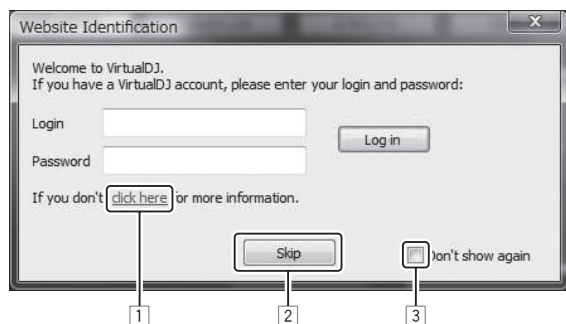 Website Identification
Welcome to VirtualDJ.
If you have a VirtualDJ account, please enter your login and password:
Login
Log in
Password
If you don't click here for more information.
Skip
Don't show again
1
2
3